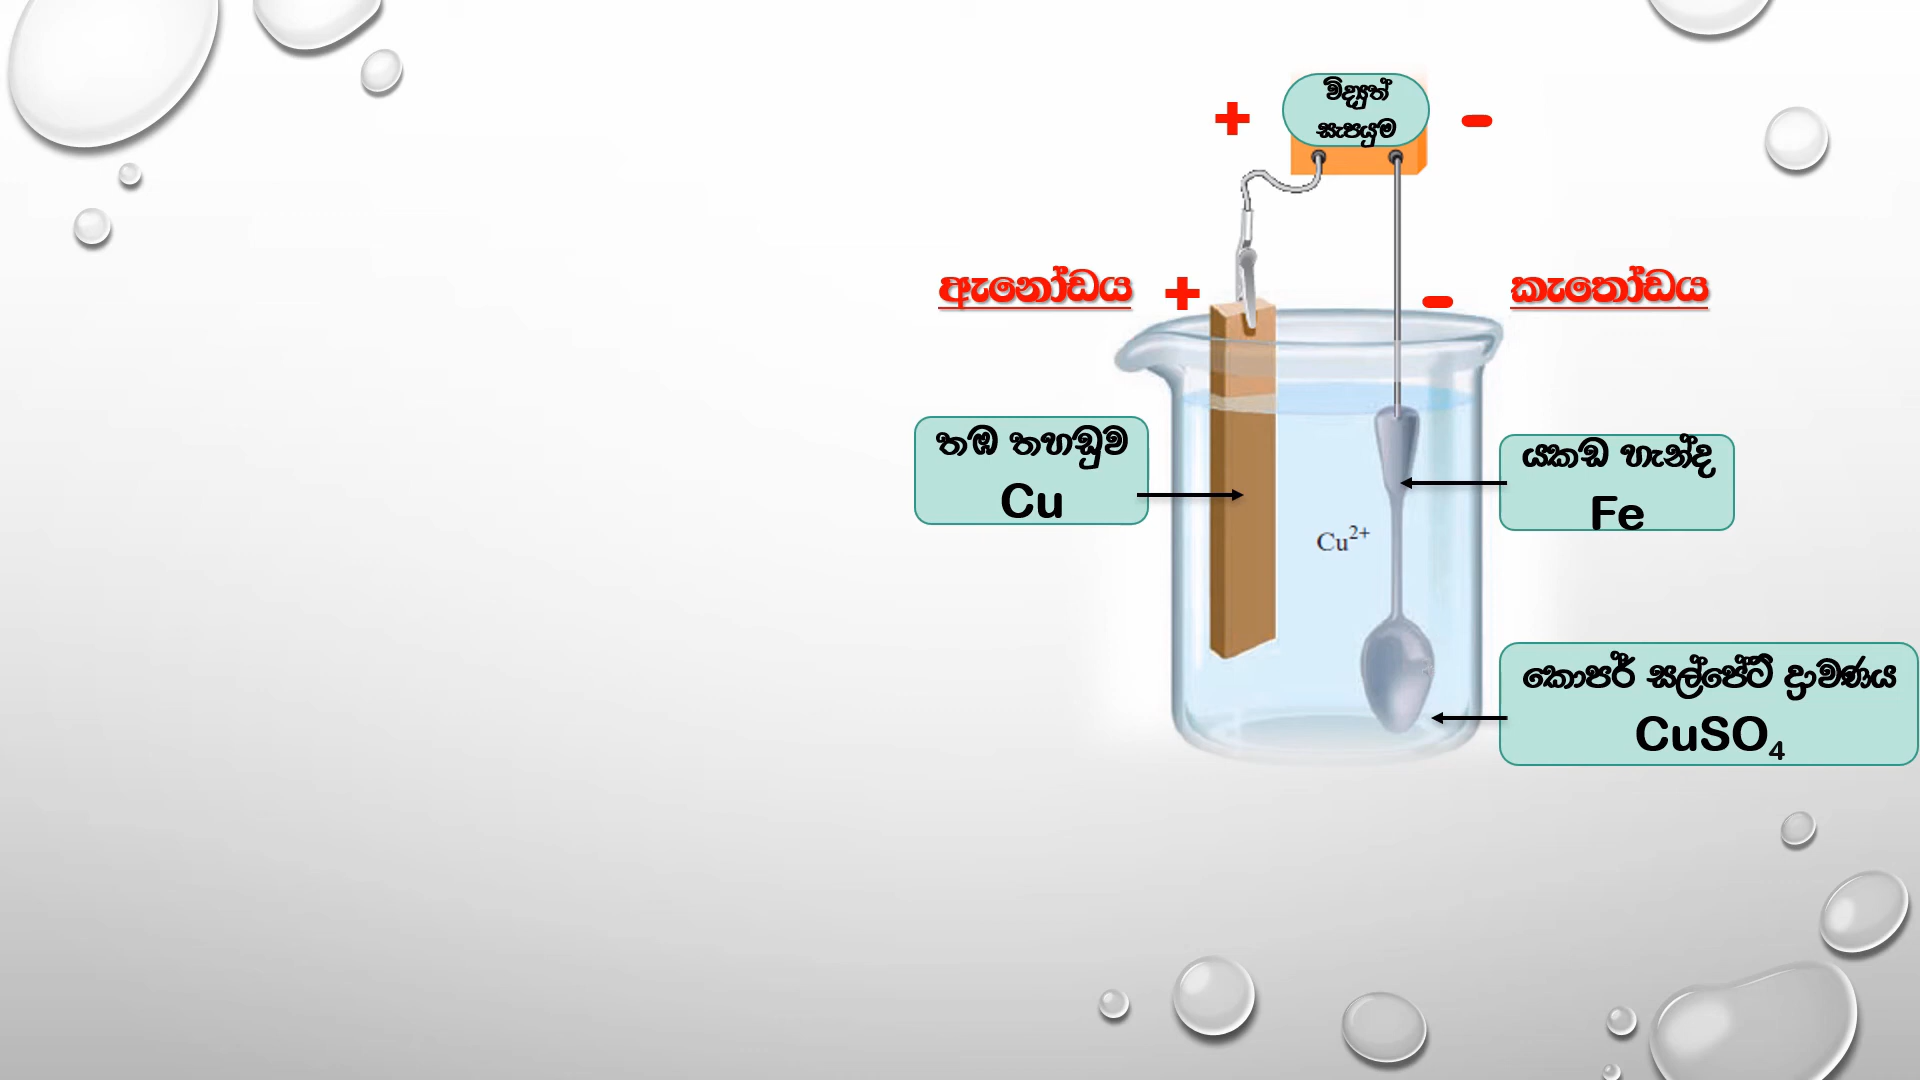 +
විද්‍යුත්
සැපයුම
-
ඇනෝඩය
+
-
කැතෝඩය
තඹ තහඩුව
Cu
යකඩ හැන්ද
Fe
Cu²⁺
කොපර් සල්පේට් ද්‍රාවණය
CuSO₄